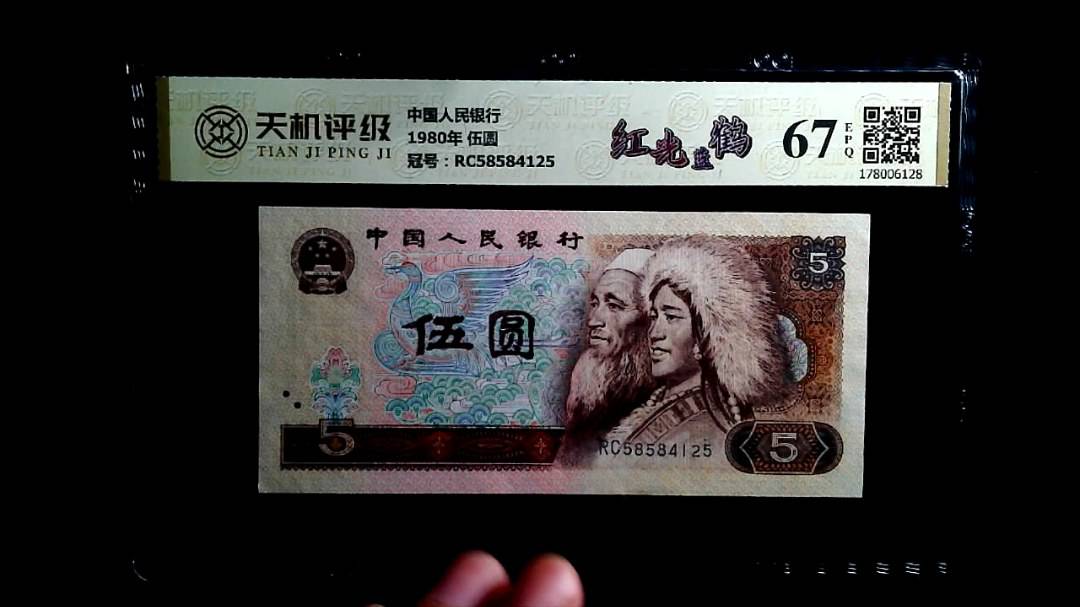 天机评级
TIAN JI PING JI
中国人民银行
1980年 伍圆
冠号：RC58584125
红光蓝鹤
67
EPQ
178006128
中国人民银行
5
伍圆
5
RC58584125
5